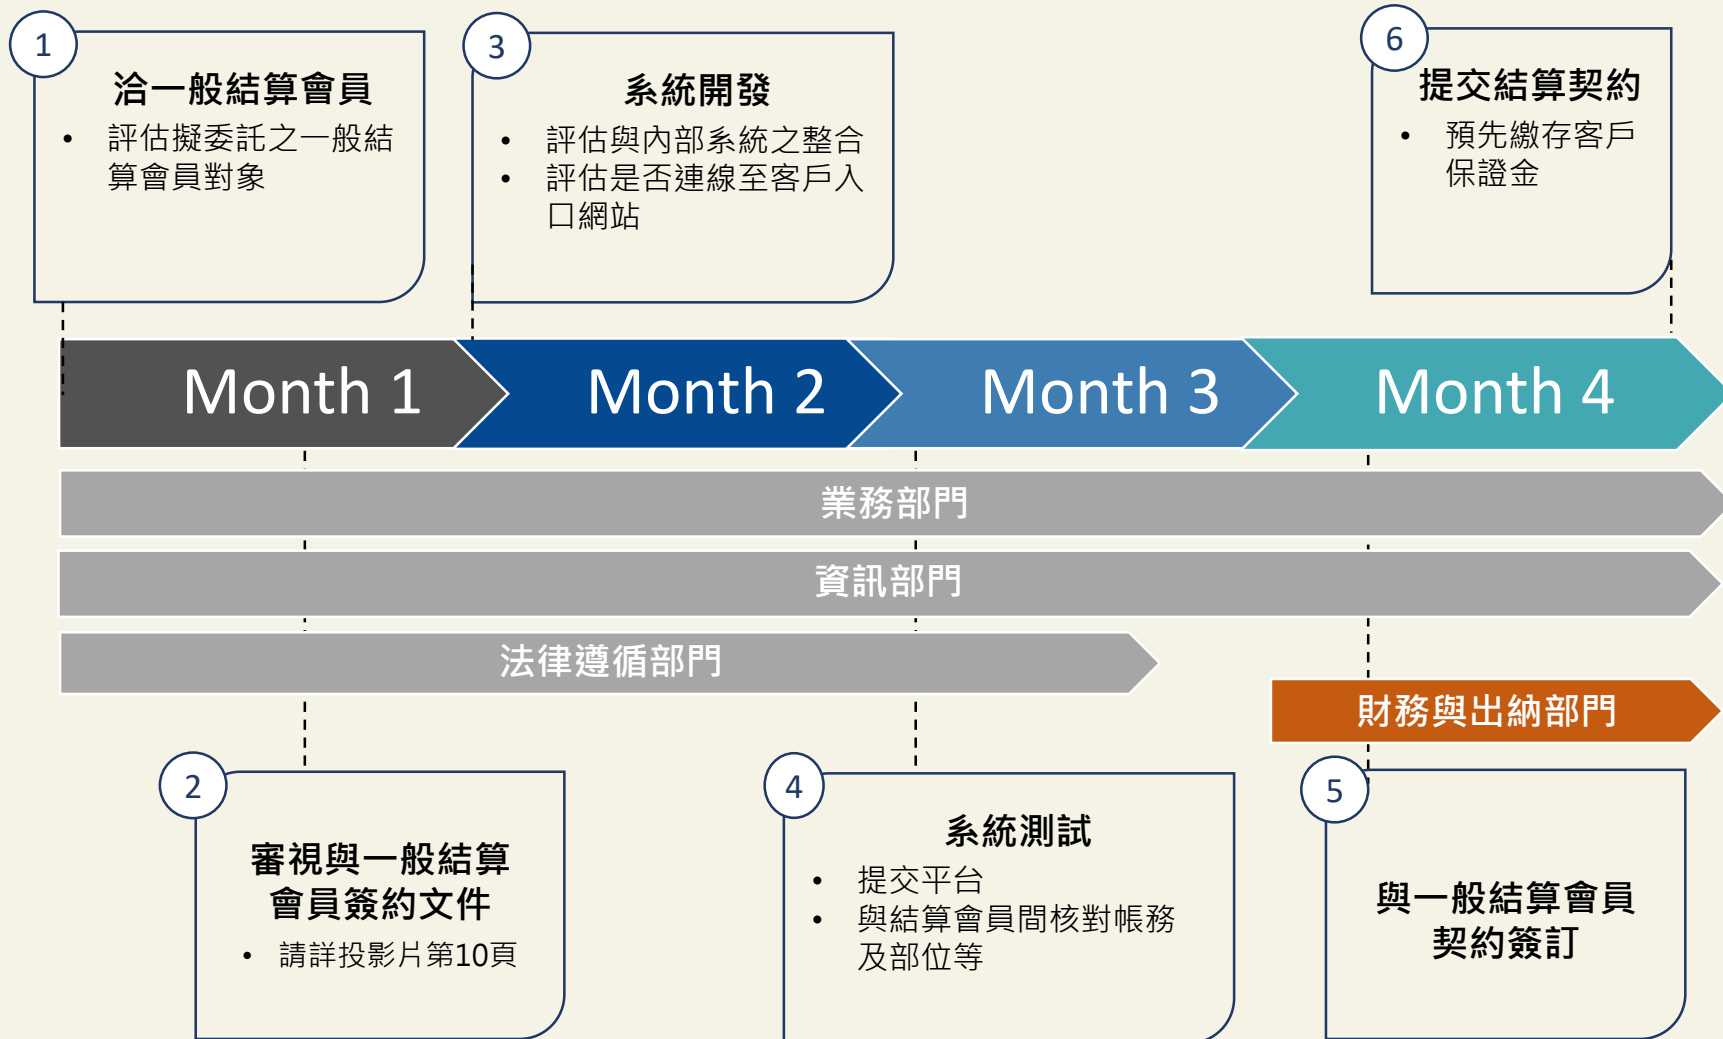 1
洽一般結算會員
• 評估擬委託之一般結
算會員對象
3
系統開發
• 評估與內部系統之整合
• 評估是否連線至客戶入
口網站
6
提交結算契約
• 預先繳存客戶
保證金
Month 1
Month 2
Month 3
Month 4
業務部門
資訊部門
法律遵循部門
財務與出納部門
2
審視與一般結算
會員簽約文件
• 請詳投影片第10頁
4
系統測試
• 提交平台
• 與結算會員間核對帳務
及部位等
5
與一般結算會員
契約簽訂